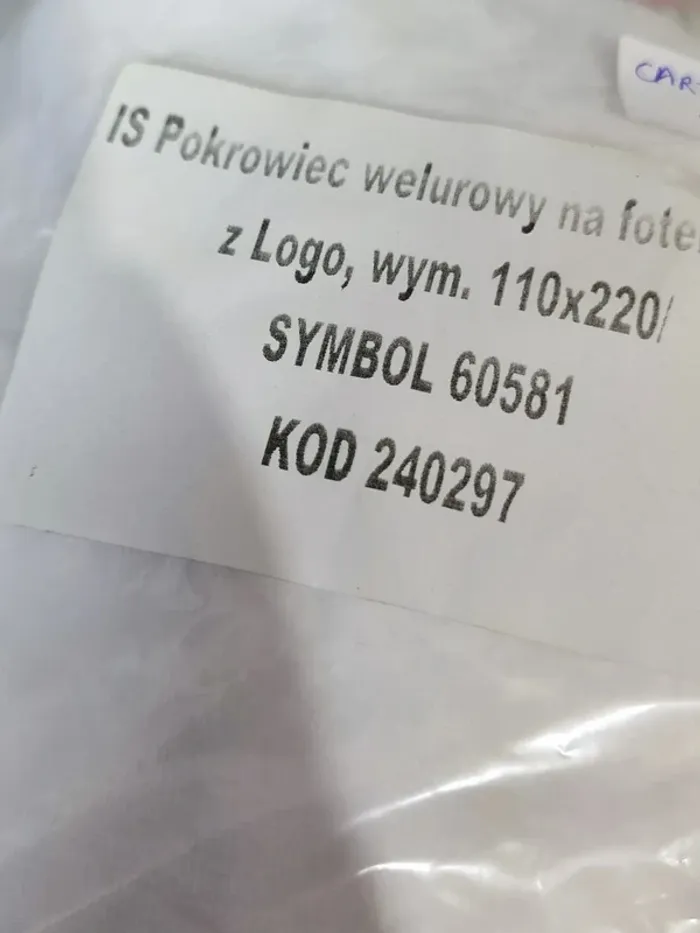 CAR
IS Pokrowiec welurowy na fote
z Logo, wym. 110x220/
SYMBOL 60581
KOD 240297